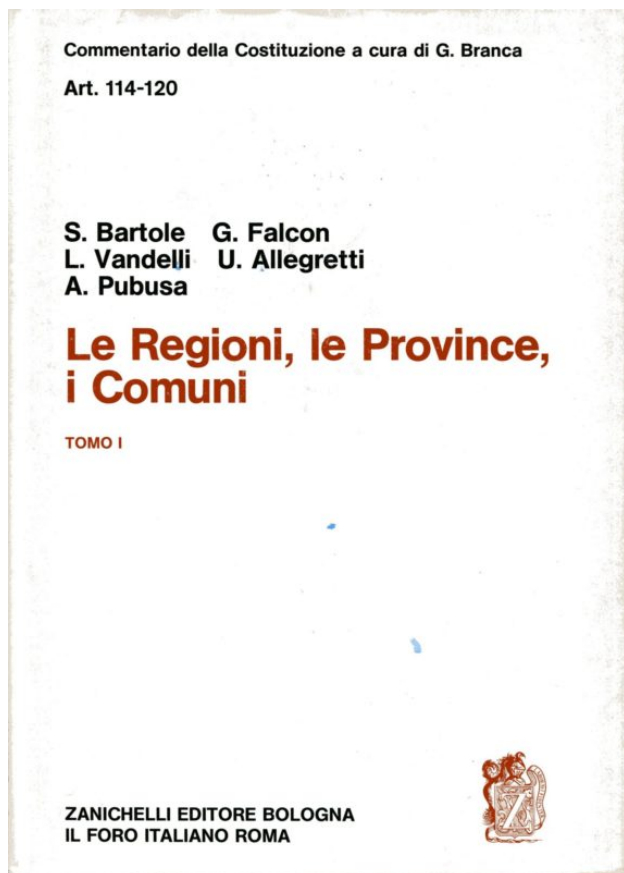 Commentario della Costituzione a cura di G. Branca
Art. 114-120
S. Bartole G. Falcon
L. Vandelli U. Allegretti
A. Pubusa
Le Regioni, le Province,
i Comuni
TOMO I
ZANICHELLI EDITORE BOLOGNA
IL FORO ITALIANO ROMA